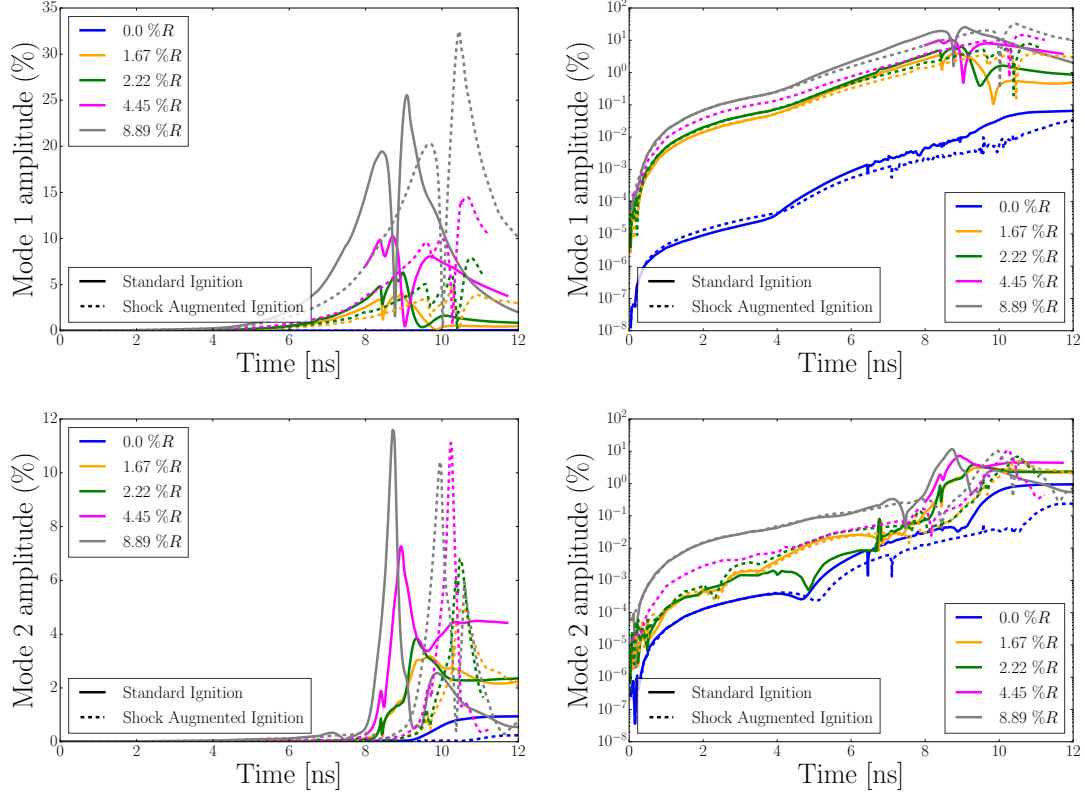 Mode 1 amplitude (%)
35
30
25
20
15
10
5
0
0.0 %R
1.67 %R
2.22 %R
4.45 %R
8.89 %R
Standard Ignition
Shock Augmented Ignition
0 2 4 6 8 10 12
Time [ns]
Mode 1 amplitude (%)
10^2
10^1
10^0
10^-1
10^-2
10^-3
10^-4
10^-5
10^-6
10^-7
10^-8
Standard Ignition
Shock Augmented Ignition
0.0 %R
1.67 %R
2.22 %R
4.45 %R
8.89 %R
0 2 4 6 8 10 12
Time [ns]
Mode 2 amplitude (%)
12
10
8
6
4
2
0
0.0 %R
1.67 %R
2.22 %R
4.45 %R
8.89 %R
Standard Ignition
Shock Augmented Ignition
0 2 4 6 8 10 12
Time [ns]
Mode 2 amplitude (%)
10^2
10^1
10^0
10^-1
10^-2
10^-3
10^-4
10^-5
10^-6
10^-7
10^-8
Standard Ignition
Shock Augmented Ignition
0.0 %R
1.67 %R
2.22 %R
4.45 %R
8.89 %R
0 2 4 6 8 10 12
Time [ns]